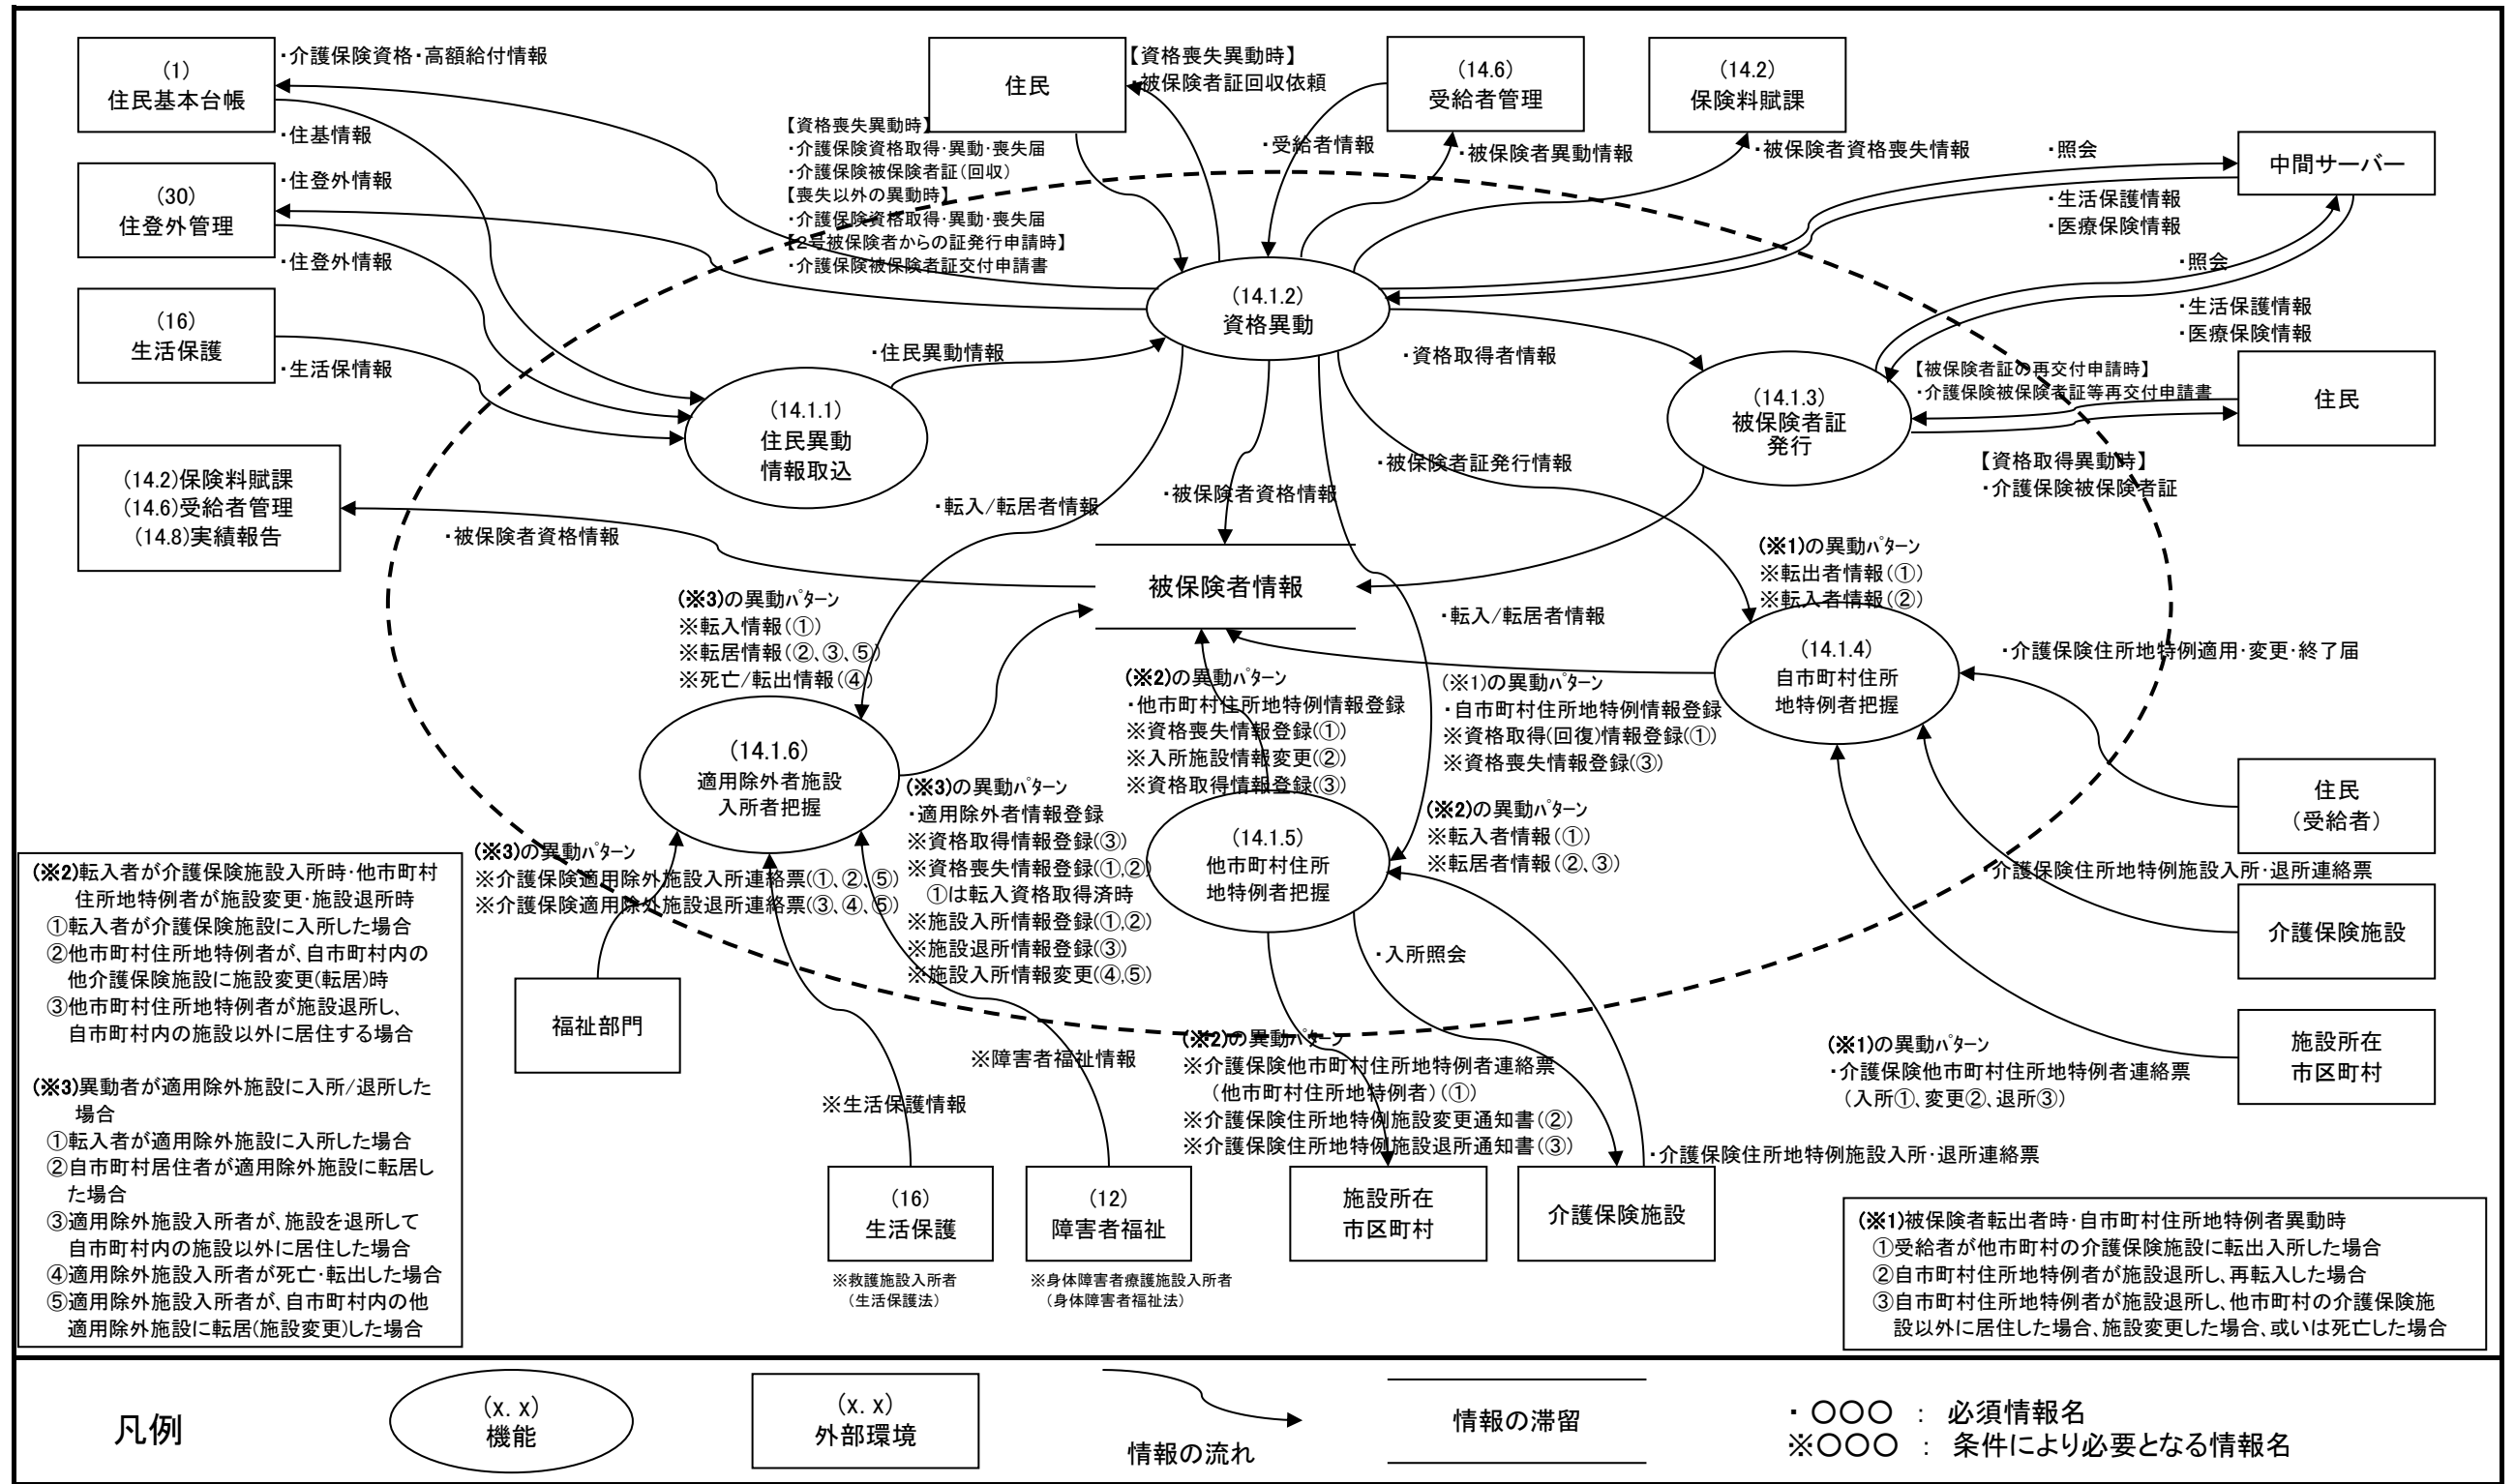 (1)
住民基本台帳
・介護保険資格・高額給付情報
・住基情報
(30)
住登外管理
・住登外情報
・住登外情報
(16)
生活保護
・生活保情報
(14.2)保険料賦課
(14.6)受給者管理
(14.8)実績報告
・被保険者資格情報
住民
【資格喪失異動時】
・被保険者証回収依頼
【資格喪失異動時】
・介護保険資格取得・異動・喪失届
・介護保険被保険者証(回収)
【喪失以外の異動時】
・介護保険資格取得・異動・喪失届
【2号被保険者からの証発行申請時】
・介護保険被保険者証交付申請書
(14.6)
受給者管理
・受給者情報
・被保険者異動情報
(14.2)
保険料賦課
・被保険者資格喪失情報
・照会
中間サーバー
・生活保護情報
・医療保険情報
・照会
・生活保護情報
・医療保険情報
(14.1.2)
資格異動
・住民異動情報
・資格取得者情報
(14.1.1)
住民異動
情報取込
(14.1.3)
被保険者証
発行
【被保険者証の再交付申請時】
・介護保険被保険者証等再交付申請書
住民
【資格取得異動時】
・介護保険被保険者証
・転入/転居者情報
・被保険者資格情報
・被保険者証発行情報
被保険者情報
(※1)の異動パターン
※転出者情報(①)
※転入者情報(②)
・転入/転居者情報
(14.1.4)
自市町村住所
地特例者把握
・介護保険住所地特例適用・変更・終了届
住民
(受給者)
・介護保険住所地特例施設入所・退所連絡票
介護保険施設
施設所在
市区町村
(※1)の異動パターン
・介護保険他市町村住所地特例者連絡票
(入所①、変更②、退所③)
(※3)の異動パターン
※転入情報(①)
※転居情報(②、③、⑤)
※死亡/転出情報(④)
(14.1.6)
適用除外者施設
入所者把握
(※2)の異動パターン
・他市町村住所地特例情報登録
※資格喪失情報登録(①)
※入所施設情報変更(②)
※資格取得情報登録(③)
(※1)の異動パターン
・自市町村住所地特例情報登録
※資格取得(回復)情報登録(①)
※資格喪失情報登録(③)
(※3)の異動パターン
・適用除外者情報登録
※資格取得情報登録(③)
※資格喪失情報登録(①,②)
①は転入資格取得済時
※施設入所情報登録(①,②)
※施設退所情報登録(③)
※施設入所情報変更(④,⑤)
(14.1.5)
他市町村住所
地特例者把握
(※2)の異動パターン
※転入者情報(①)
※転居者情報(②、③)
・入所照会
(※3)の異動パターン
※介護保険適用除外施設入所連絡票(①、②、⑤)
※介護保険適用除外施設退所連絡票(③、④、⑤)
福祉部門
※生活保護情報
※障害者福祉情報
(※2)の異動パターン
※介護保険他市町村住所地特例者連絡票
(他市町村住所地特例者)(①)
※介護保険住所地特例施設変更通知書(②)
※介護保険住所地特例施設退所通知書(③)
・介護保険住所地特例施設入所・退所連絡票
(16)
生活保護
※救護施設入所者
(生活保護法)
(12)
障害者福祉
※身体障害者療護施設入所者
(身体障害者福祉法)
施設所在
市区町村
介護保険施設
(※2)転入者が介護保険施設入所時・他市町村
住所地特例者が施設変更・施設退所時
①転入者が介護保険施設に入所した場合
②他市町村住所地特例者が、自市町村内の
他介護保険施設に施設変更(転居)時
③他市町村住所地特例者が施設退所し、
自市町村内の施設以外に居住する場合
(※3)異動者が適用除外施設に入所/退所した
場合
①転入者が適用除外施設に入所した場合
②自市町村居住者が適用除外施設に転居し
た場合
③適用除外施設入所者が、施設を退所して
自市町村内の施設以外に居住した場合
④適用除外施設入所者が死亡・転出した場合
⑤適用除外施設入所者が、自市町村内の他
適用除外施設に転居(施設変更)した場合
(※1)被保険者転出者時・自市町村住所地特例者異動時
①受給者が他市町村の介護保険施設に転出入所した場合
②自市町村住所地特例者が施設退所し、再転入した場合
③自市町村住所地特例者が施設退所し、他市町村の介護保険施
設以外に居住した場合、施設変更した場合、或いは死亡した場合
凡例
(x.x)
機能
(x.x)
外部環境
情報の流れ
情報の滞留
・〇〇〇 : 必須情報名
※〇〇〇 : 条件により必要となる情報名